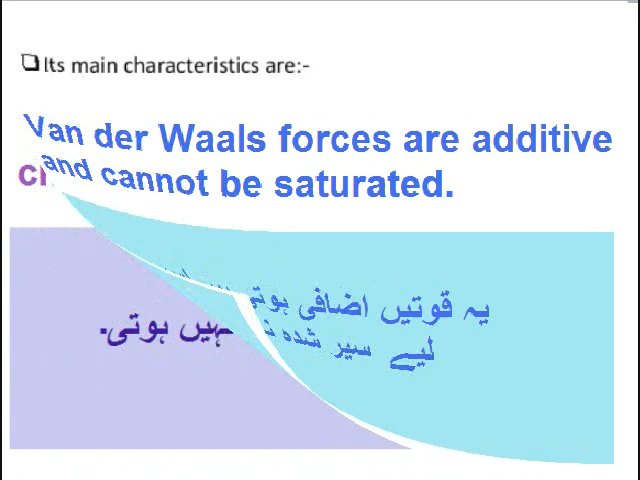 Its main characteristics are:-
Van der Waals forces are additive
and cannot be saturated.
یہ قوتیں اضافی ہوتی
لیے سیر شدہ
نہیں ہوتی۔